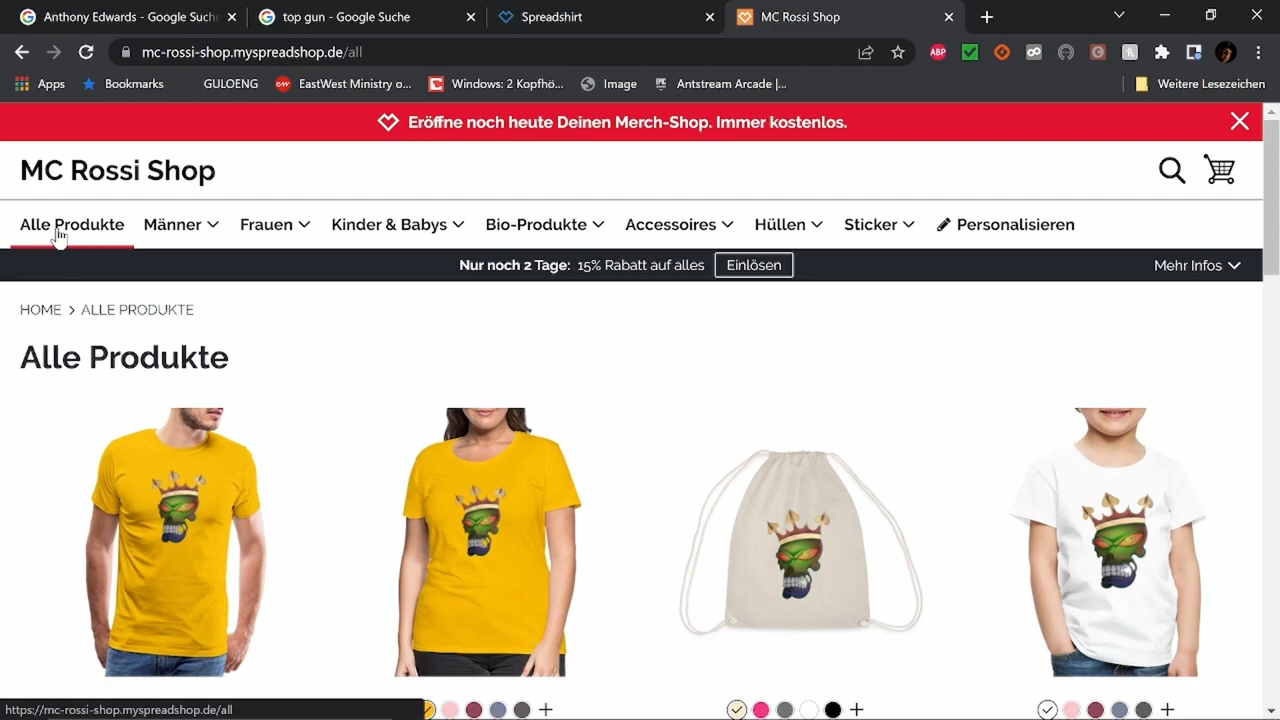 Anthony Edwards - Google Suche
top gun - Google Suche
Spreadshirt
MC Rossi Shop
mc-rossi-shop.myspreadshop.de/all
ABP
Apps
Bookmarks
GULOENG
EastWest Ministry o...
Windows: 2 Kopfhö...
Image
Antstream Arcade |...
Weitere Lesezeichen
Eröffne noch heute Deinen Merch-Shop. Immer kostenlos.
MC Rossi Shop
Alle Produkte Männer Frauen Kinder & Babys Bio-Produkte Accessoires Hüllen Sticker Personalisieren
Nur noch 2 Tage: 15% Rabatt auf alles Einlösen Mehr Infos
HOME > ALLE PRODUKTE
Alle Produkte
https://mc-rossi-shop.myspreadshop.de/all